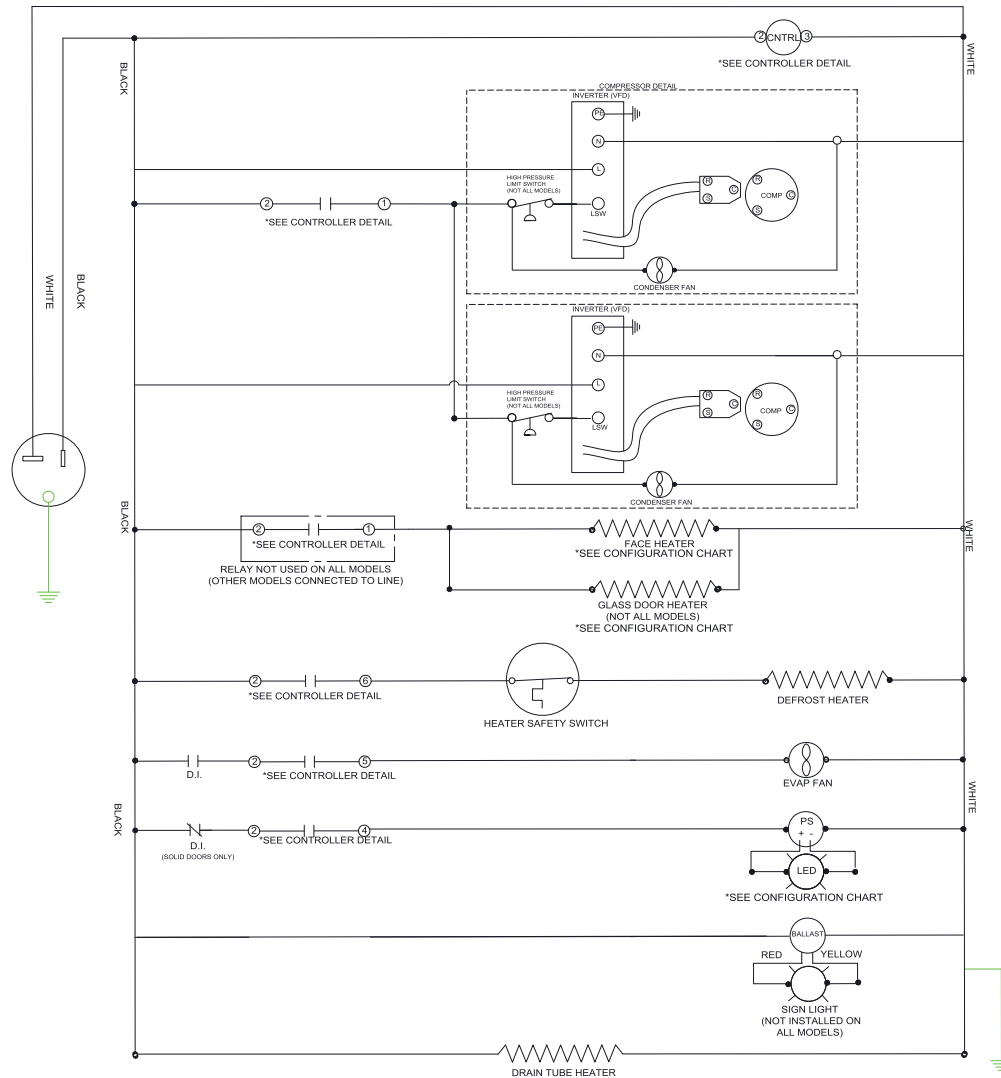 2 CNTRL 3
*SEE CONTROLLER DETAIL
BLACK
WHITE
COMPRESSOR DETAIL
INVERTER (VFD)
PE
N
L
HIGH PRESSURE
LIMIT SWITCH
(NOT ALL MODELS)
LSW
R
S
C
R
COMP
C
S
2
1
*SEE CONTROLLER DETAIL
CONDENSER FAN
WHITE
BLACK
INVERTER (VFD)
PE
N
L
HIGH PRESSURE
LIMIT SWITCH
(NOT ALL MODELS)
LSW
R
S
C
R
COMP
C
S
CONDENSER FAN
BLACK
2
1
*SEE CONTROLLER DETAIL
RELAY NOT USED ON ALL MODELS
(OTHER MODELS CONNECTED TO LINE)
FACE HEATER
*SEE CONFIGURATION CHART
WHITE
GLASS DOOR HEATER
(NOT ALL MODELS)
*SEE CONFIGURATION CHART
2
6
*SEE CONTROLLER DETAIL
HEATER SAFETY SWITCH
DEFROST HEATER
D.I.
2
5
*SEE CONTROLLER DETAIL
EVAP FAN
BLACK
WHITE
D.I.
(SOLID DOORS ONLY)
2
4
*SEE CONTROLLER DETAIL
PS
+ -
LED
*SEE CONFIGURATION CHART
BALLAST
RED
YELLOW
SIGN LIGHT
(NOT INSTALLED ON
ALL MODELS)
DRAIN TUBE HEATER